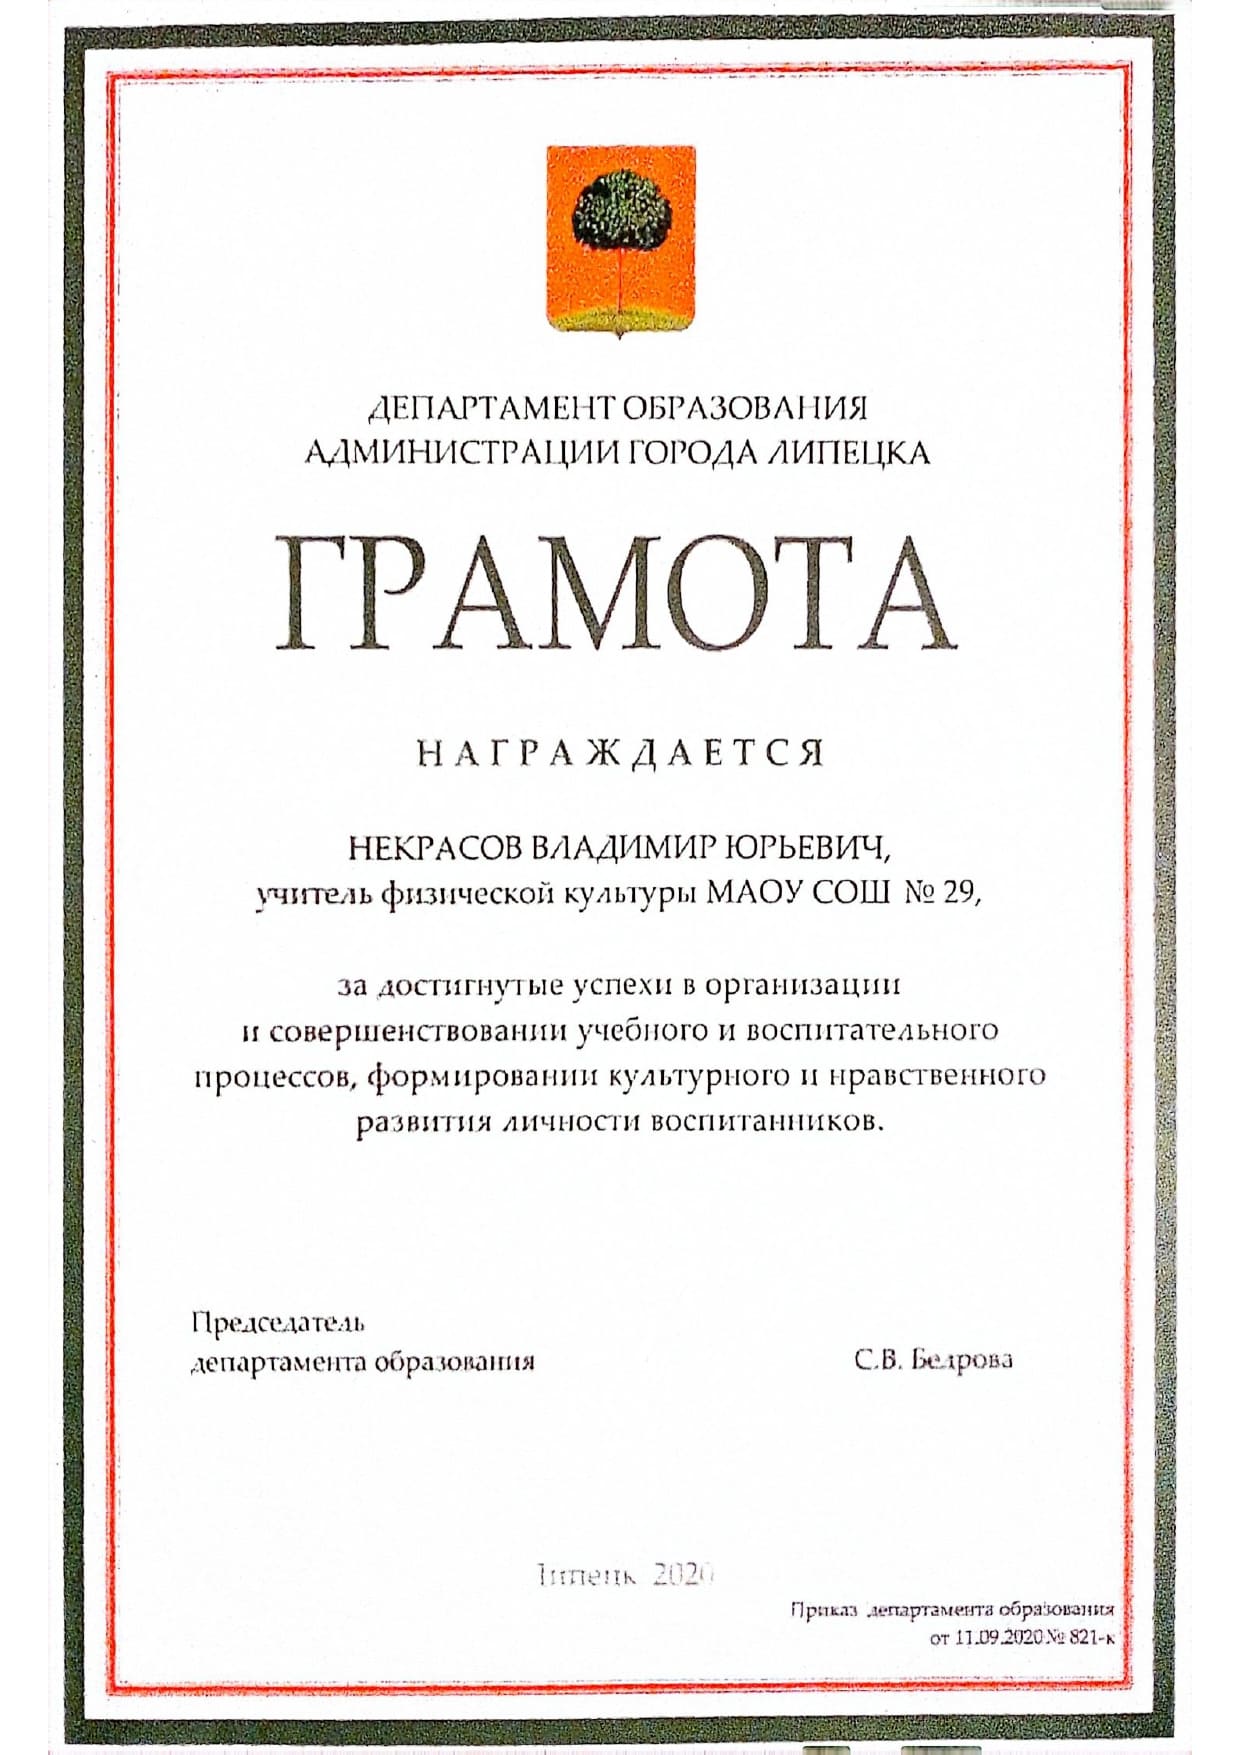 ДЕПАРТАМЕНТ ОБРАЗОВАНИЯ
АДМИНИСТРАЦИИ ГОРОДА ЛИПЕЦКА
ГРАМОТА
НАГРАЖДАЕТСЯ
НЕКРАСОВ ВЛАДИМИР ЮРЬЕВИЧ,
учитель физической культуры МАОУ СОШ № 29,
за достигнутые успехи в организации
и совершенствовании учебного и воспитательного
процессов, формировании культурного и нравственного
развития личности воспитанников.
Председатель
департамента образования
С.В. Бедрова
Липецк 2020
Приказ департамента образования
от 11.09.2020 № 821-к